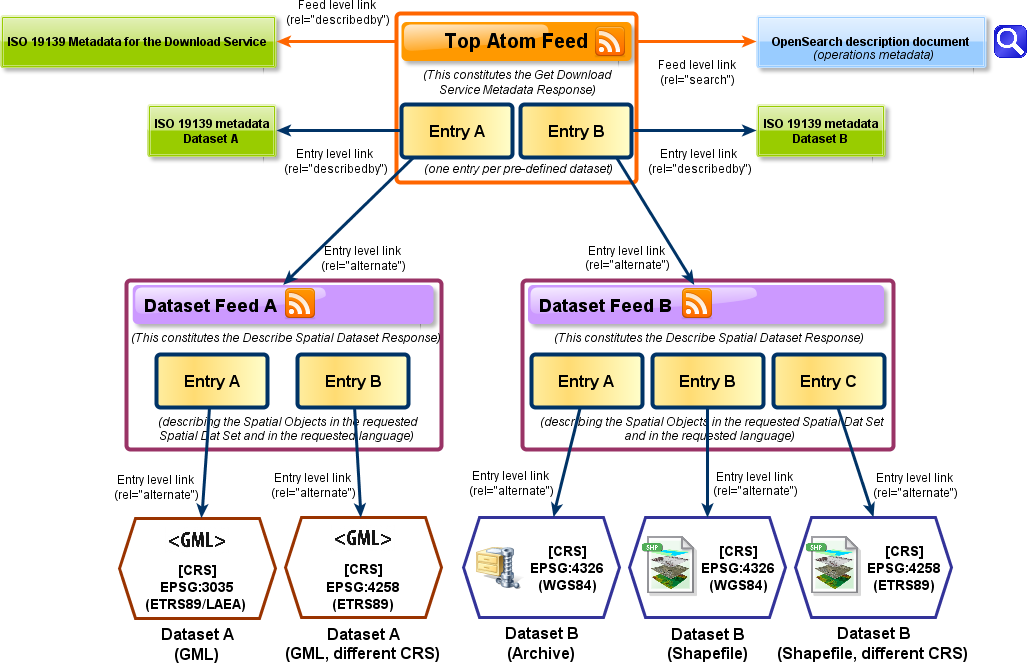 Feed level link
(rel="describedby")
ISO 19139 Metadata for the Download Service
Top Atom Feed
OpenSearch description document
(operations metadata)
(This constitutes the Get Download
Service Metadata Response)
Feed level link
(rel="search")
ISO 19139 metadata
Dataset A
Entry A
Entry B
ISO 19139 metadata
Dataset B
Entry level link
(rel="describedby")
(one entry per pre-defined dataset)
Entry level link
(rel="describedby")
Entry level link
(rel="alternate")
Entry level link
(rel="alternate")
Dataset Feed A
(This constitutes the Describe Spatial Dataset Response)
Entry A
Entry B
(describing the Spatial Objects in the requested
Spatial Dat Set and in the requested language)
Dataset Feed B
(This constitutes the Describe Spatial Dataset Response)
Entry A
Entry B
Entry C
(describing the Spatial Objects in the requested Spatial Dat Set
and in the requested language)
Entry level link
(rel="alternate")
Entry level link
(rel="alternate")
Entry level link
(rel="alternate")
Entry level link
(rel="alternate")
Entry level link
(rel="alternate")
<GML>
[CRS]
EPSG:3035
(ETRS89/LAEA)
Dataset A
(GML)
<GML>
[CRS]
EPSG:4258
(ETRS89)
Dataset A
(GML, different CRS)
[CRS]
EPSG:4326
(WGS84)
Dataset B
(Archive)
SHP
[CRS]
EPSG:4326
(WGS84)
Dataset B
(Shapefile)
SHP
[CRS]
EPSG:4258
(ETRS89)
Dataset B
(Shapefile, different CRS)